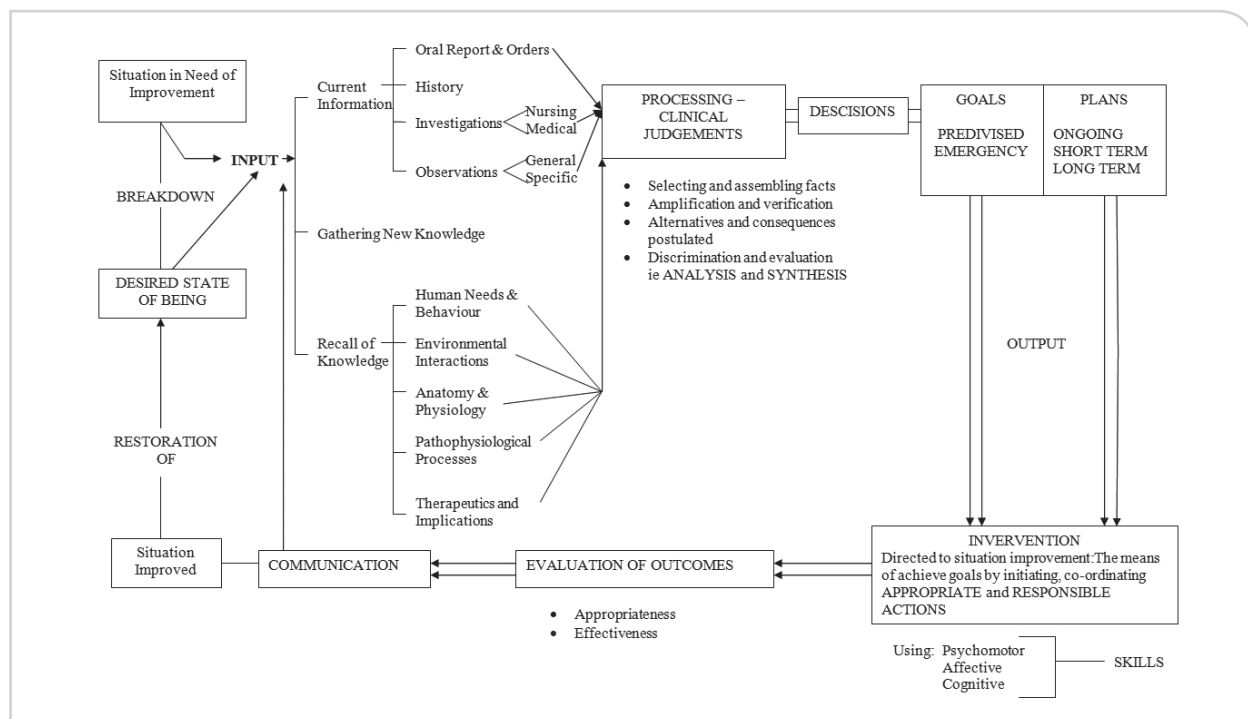 Situation in Need of
Improvement
BREAKDOWN
DESIRED STATE
OF BEING
RESTORATION
OF
Situation
Improved
INPUT
Current
Information
Oral Report & Orders
History
Investigations
Nursing
Medical
Observations
General
Specific
Gathering New Knowledge
Recall of
Knowledge
Human Needs &
Behaviour
Environmental
Interactions
Anatomy &
Physiology
Pathophysiological
Processes
Therapeutics and
Implications
PROCESSING –
CLINICAL
JUDGEMENTS
• Selecting and assembling facts
• Amplification and verification
• Alternatives and consequences
postulated
• Discrimination and evaluation
ie ANALYSIS and SYNTHESIS
DESCISIONS
GOALS
PREDIVISED
EMERGENCY
PLANS
ONGOING
SHORT TERM
LONG TERM
OUTPUT
INVERVENTION
Directed to situation improvement:The means
of achieve goals by initiating, co-ordinating
APPROPRIATE and RESPONSIBLE
ACTIONS
Using: Psychomotor
Affective
Cognitive
SKILLS
EVALUATION OF OUTCOMES
• Appropriateness
• Effectiveness
COMMUNICATION